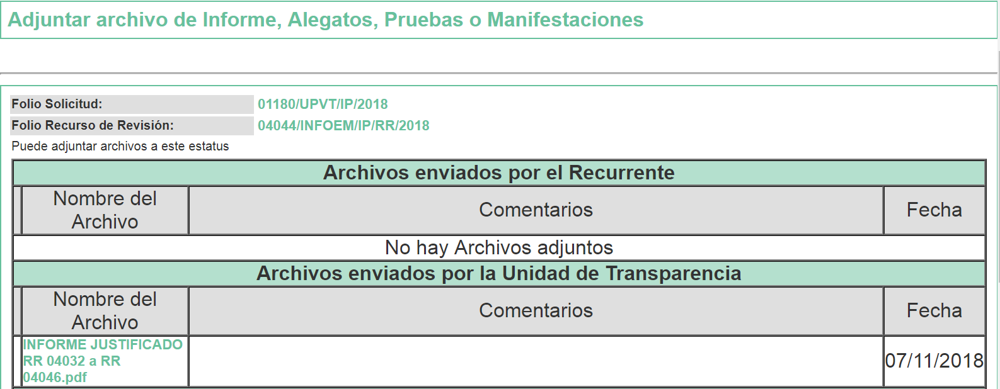 Adjuntar archivo de Informe, Alegatos, Pruebas o Manifestaciones
Folio Solicitud: 01180/UPVT/IP/2018
Folio Recurso de Revisión: 04044/INFOEM/IP/RR/2018
Puede adjuntar archivos a este estatus
Archivos enviados por el Recurrente
Nombre del
Archivo
Comentarios
Fecha
No hay Archivos adjuntos
Archivos enviados por la Unidad de Transparencia
Nombre del
Archivo
Comentarios
Fecha
INFORME JUSTIFICADO
RR 04032 a RR
04046.pdf
07/11/2018